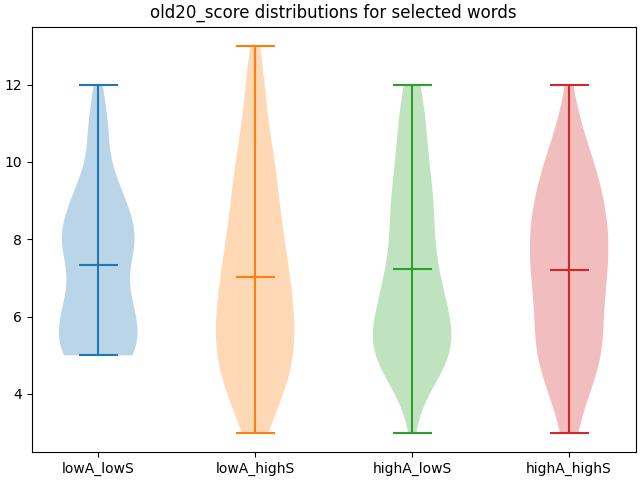 old20_score distributions for selected words
12
10
8
6
4
lowA_lowS
lowA_highS
highA_lowS
highA_highS